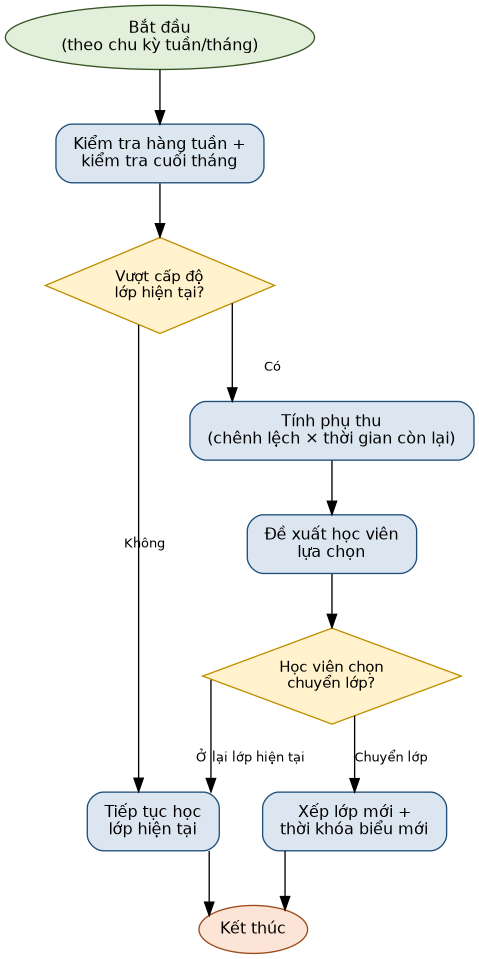 Bắt đầu
(theo chu kỳ tuần/tháng)
Kiểm tra hàng tuần +
kiểm tra cuối tháng
Vượt cấp độ
lớp hiện tại?
Có
Tính phụ thu
(chênh lệch × thời gian còn lại)
Đề xuất học viên
lựa chọn
Không
Học viên chọn
chuyển lớp?
Ở lại lớp hiện tại
Chuyển lớp
Tiếp tục học
lớp hiện tại
Xếp lớp mới +
thời khóa biểu mới
Kết thúc